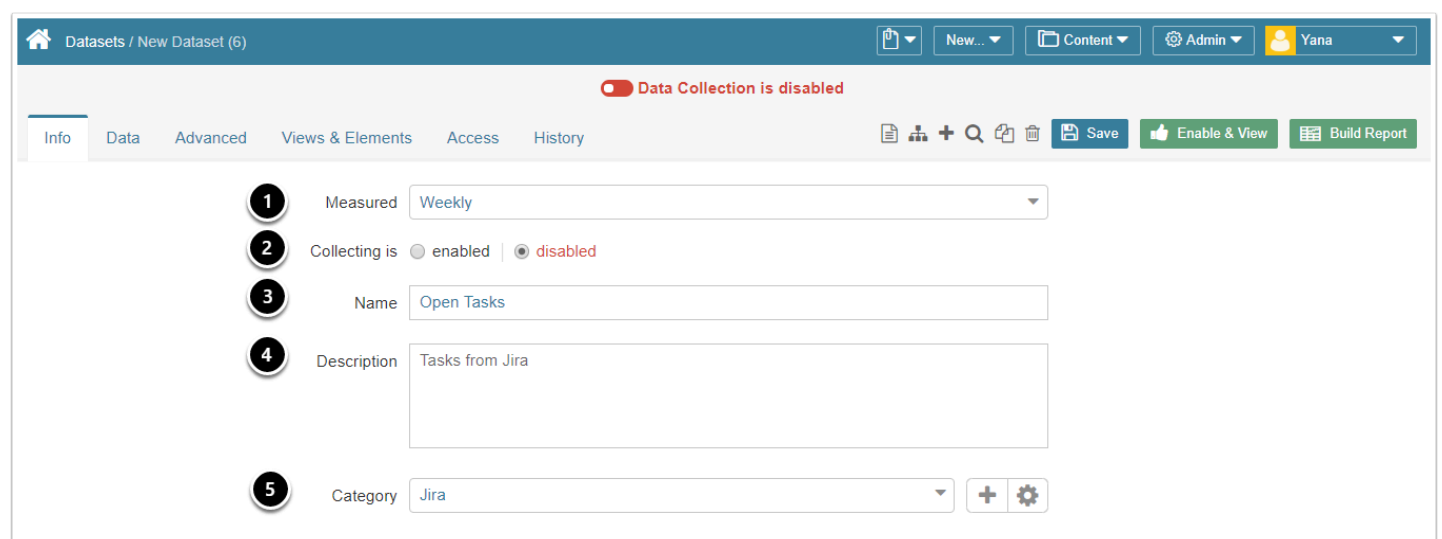 Datasets / New Dataset (6) New... Content Admin Yana
Data Collection is disabled
Info Data Advanced Views & Elements Access History Save Enable & View Build Report
1 Measured Weekly
2 Collecting is enabled disabled
3 Name Open Tasks
4 Description Tasks from Jira
5 Category Jira